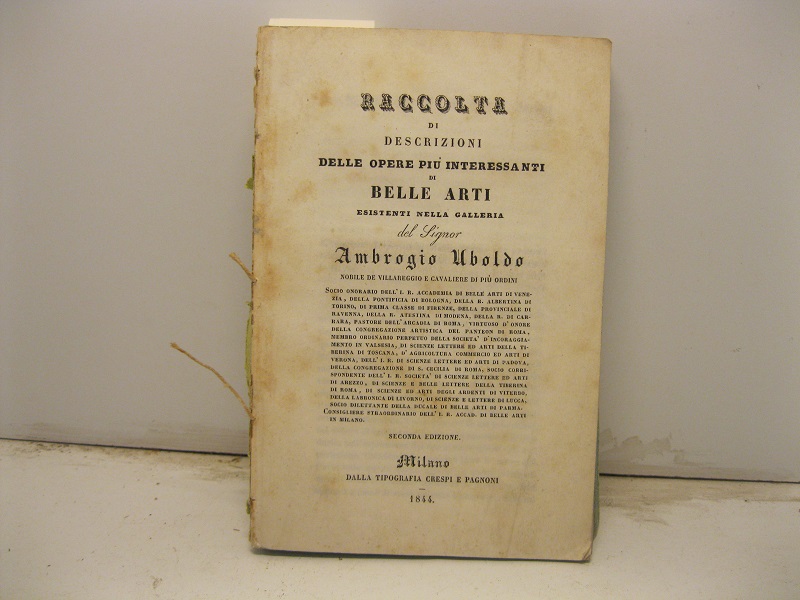 RACCOLTA
DI
DESCRIZIONI
DELLE OPERE PIU' INTERESSANTI
DI
BELLE ARTI
ESISTENTI NELLA GALLERIA
del Signor
Ambrogio Uboldo
NOBILE DE VILLAREGGIO E CAVALIERE DI PIÙ ORDINI
SOCIO ONORARIO DELL'I. R. ACCADEMIA DI BELLE ARTI DI VENE-
ZIA, DELLA PONTIFICIA DI BOLOGNA, DELLA R. ALBERTINA DI
TORINO, DI PRIMA CLASSE DI FIRENZE, DELLA PROVINCIALE DI
RAVENNA, DELLA R. ATESTINA DI MODENA, DELLA R. DI CAR-
RARA, PASTORE DELL'ARCADIA DI ROMA, VIRTUOSO D'ONORE
DELLA CONGREGAZIONE ARTISTICA DEL PANTEON DI ROMA,
MEMBRO ORDINARIO PERPETUO DELLA SOCIETA' D'INCORAGGIA-
MENTO IN VALSESIA, DI SCIENZE LETTERE ED ARTI DELLA TI-
BERINA DI TOSCANA, D'AGRICOLTURA COMMERCIO ED ARTI DI
VERONA, DELL'I. R. DI SCIENZE LETTERE ED ARTI DI PADOVA,
DELLA CONGREGAZIONE DI S. CECILIA DI ROMA, SOCIO CORRI-
SPONDENTE DELL'I. R. SOCIETA' DI SCIENZE LETTERE ED ARTI
DI AREZZO, DI SCIENZE E BELLE LETTERE DELLA TIBERINA
DI ROMA, DI SCIENZE ED ARTI DEGLI ARDENTI DI VITERBO,
DELLA LABRONICA DI LIVORNO, DI SCIENZE E LETTERE DI LUCCA,
SOCIO DILETTANTE DELLA DUCALE DI BELLE ARTI DI PARMA.
CONSIGLIERE STRAORDINARIO DELL'I. R. ACCAD. DI BELLE ARTI
IN MILANO.
SECONDA EDIZIONE.
Milano
DALLA TIPOGRAFIA CRESPI E PAGNONI
1844.